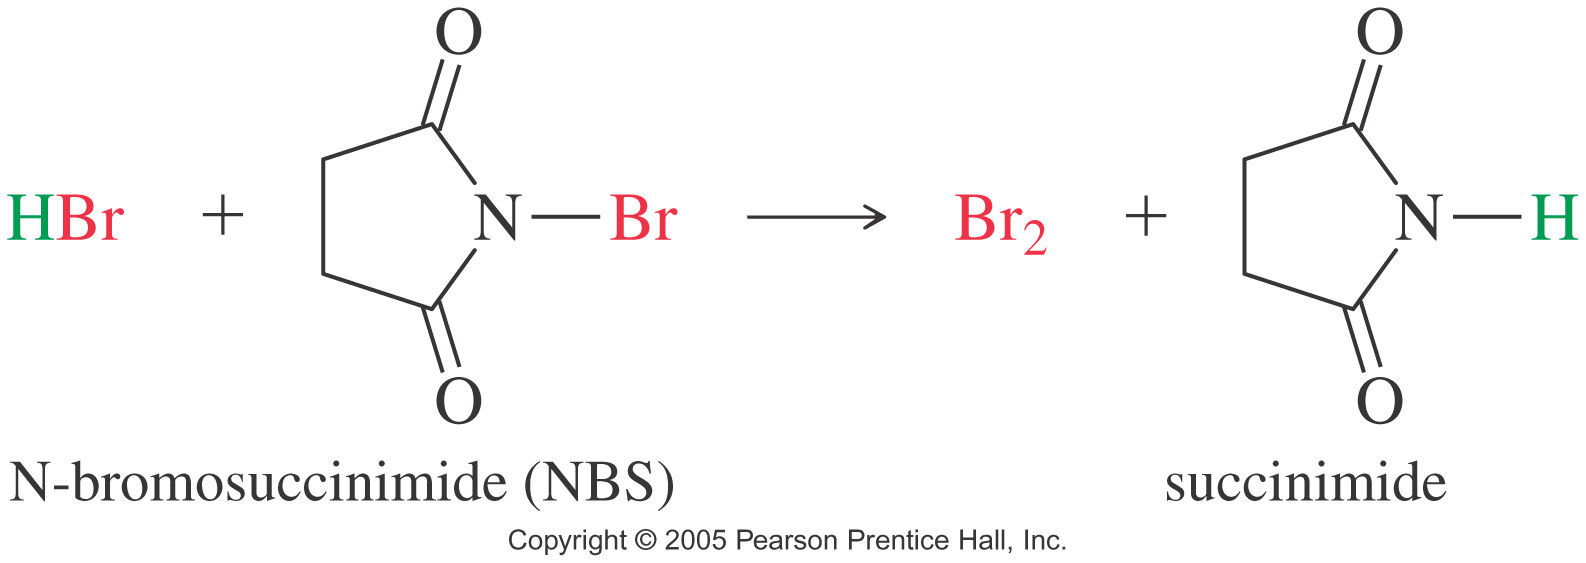 O O
HBr + N—Br → Br₂ + N—H
O O
N-bromosuccinimide (NBS) succinimide
Copyright © 2005 Pearson Prentice Hall, Inc.